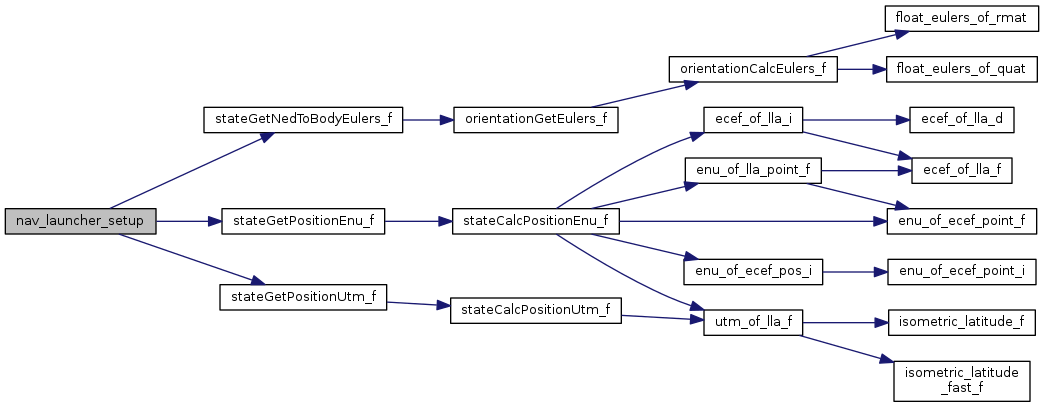 float_eulers_of_rmat
orientationCalcEulers_f
float_eulers_of_quat
stateGetNedToBodyEulers_f
orientationGetEulers_f
ecef_of_lla_i
ecef_of_lla_d
enu_of_lla_point_f
ecef_of_lla_f
nav_launcher_setup
stateGetPositionEnu_f
stateCalcPositionEnu_f
enu_of_ecef_point_f
enu_of_ecef_pos_i
enu_of_ecef_point_i
stateGetPositionUtm_f
stateCalcPositionUtm_f
utm_of_lla_f
isometric_latitude_f
isometric_latitude
_fast_f